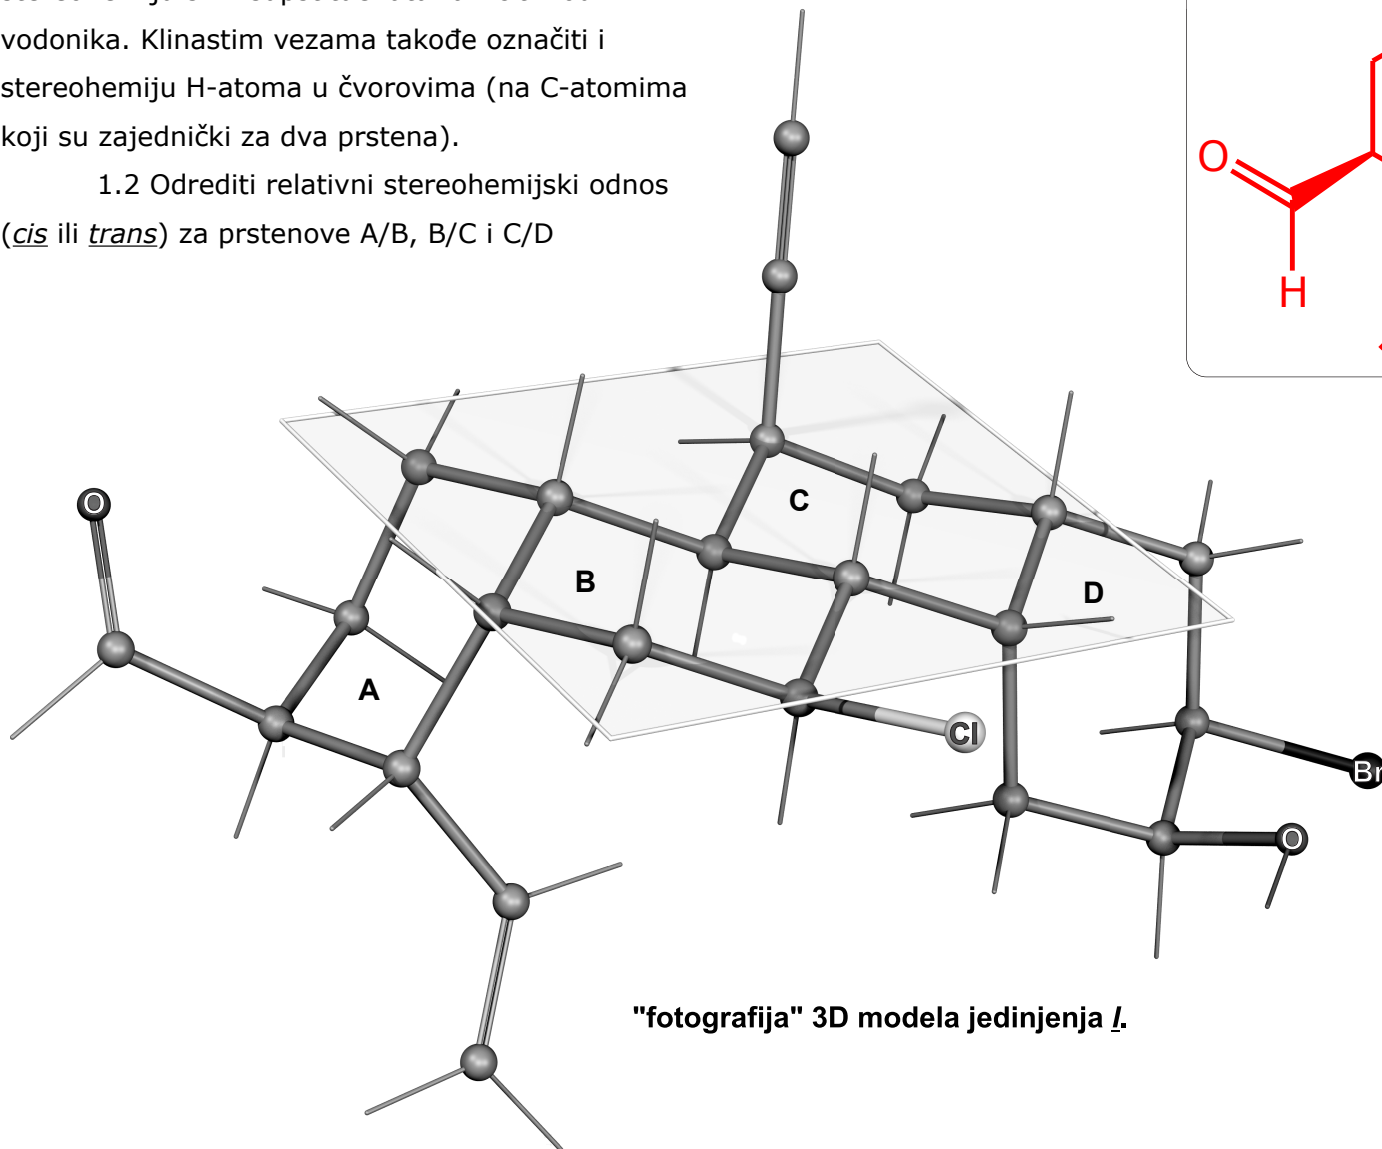 vodonika. Klinastim vezama takođe označiti i
stereohemiju H-atoma u čvorovima (na C-atomima
koji su zajednički za dva prstena).
1.2 Odrediti relativni stereohemijski odnos
(cis ili trans) za prstenove A/B, B/C i C/D
O
H
O
C
B
D
A
Cl
Br
O
"fotografija" 3D modela jedinjenja I.